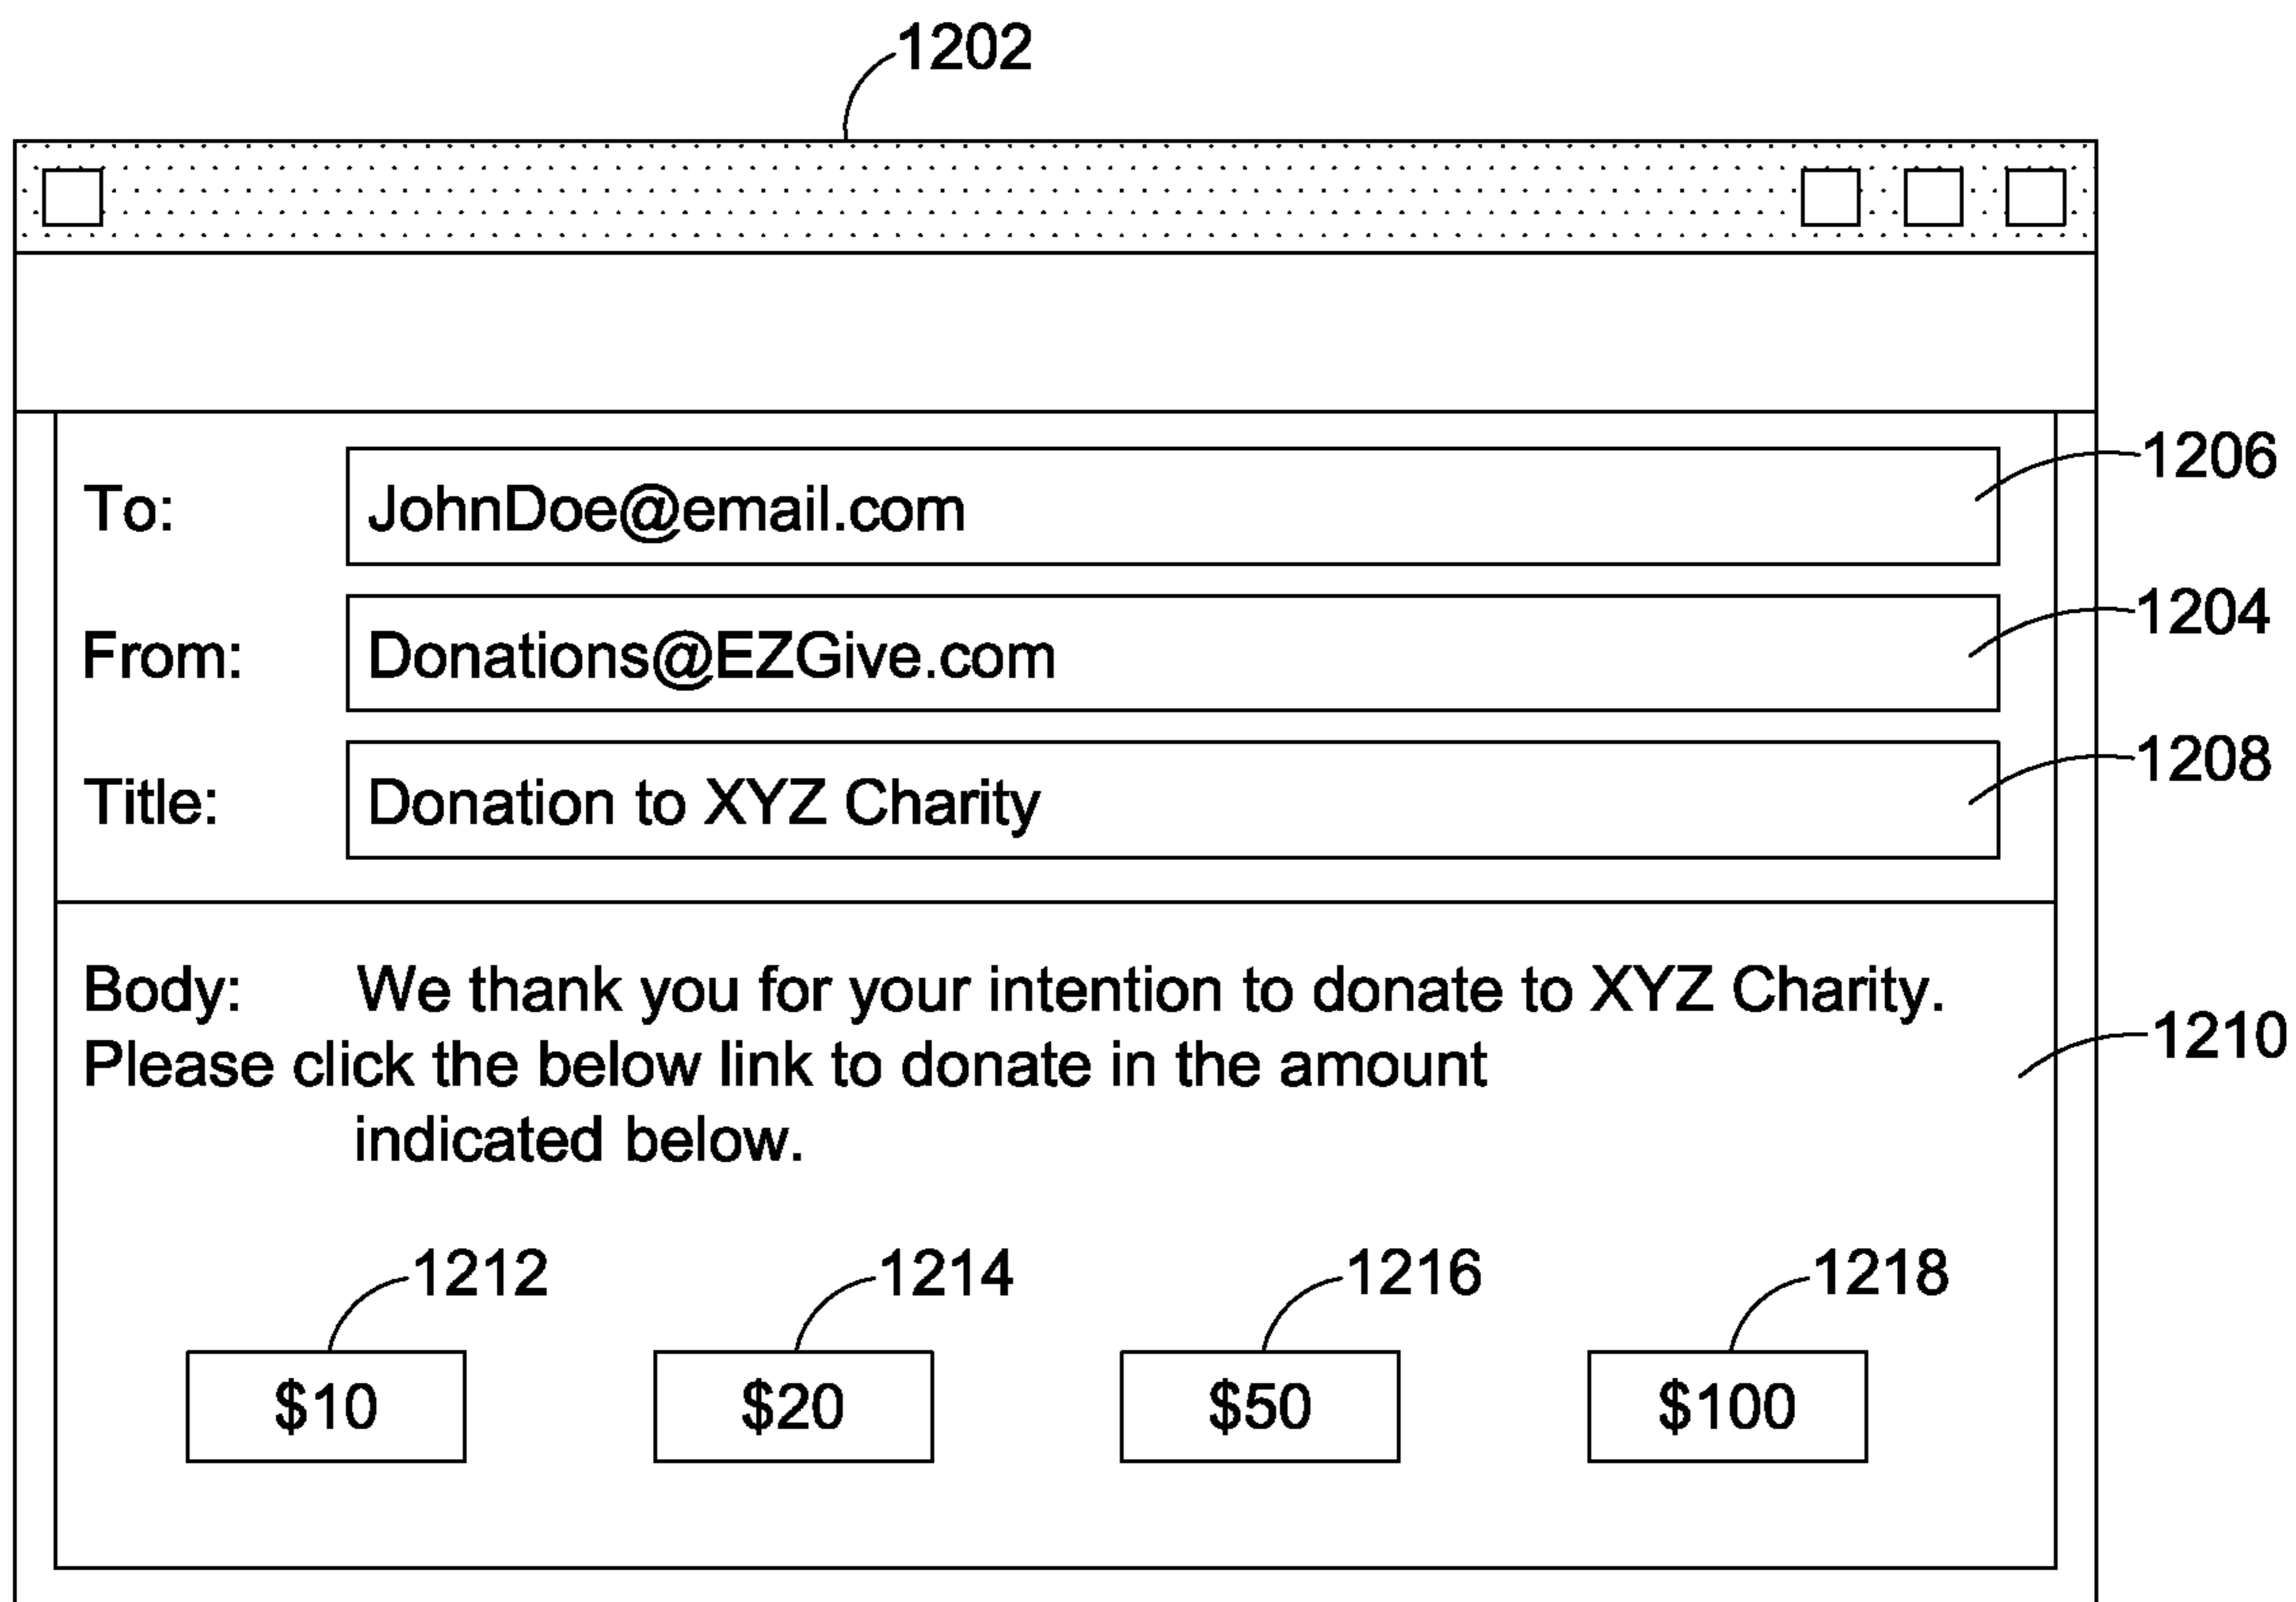 1202
To: JohnDoe@email.com 1206
From: Donations@EZGive.com 1204
Title: Donation to XYZ Charity 1208
Body: We thank you for your intention to donate to XYZ Charity.
Please click the below link to donate in the amount 1210
indicated below.
1212 1214 1216 1218
$10 $20 $50 $100